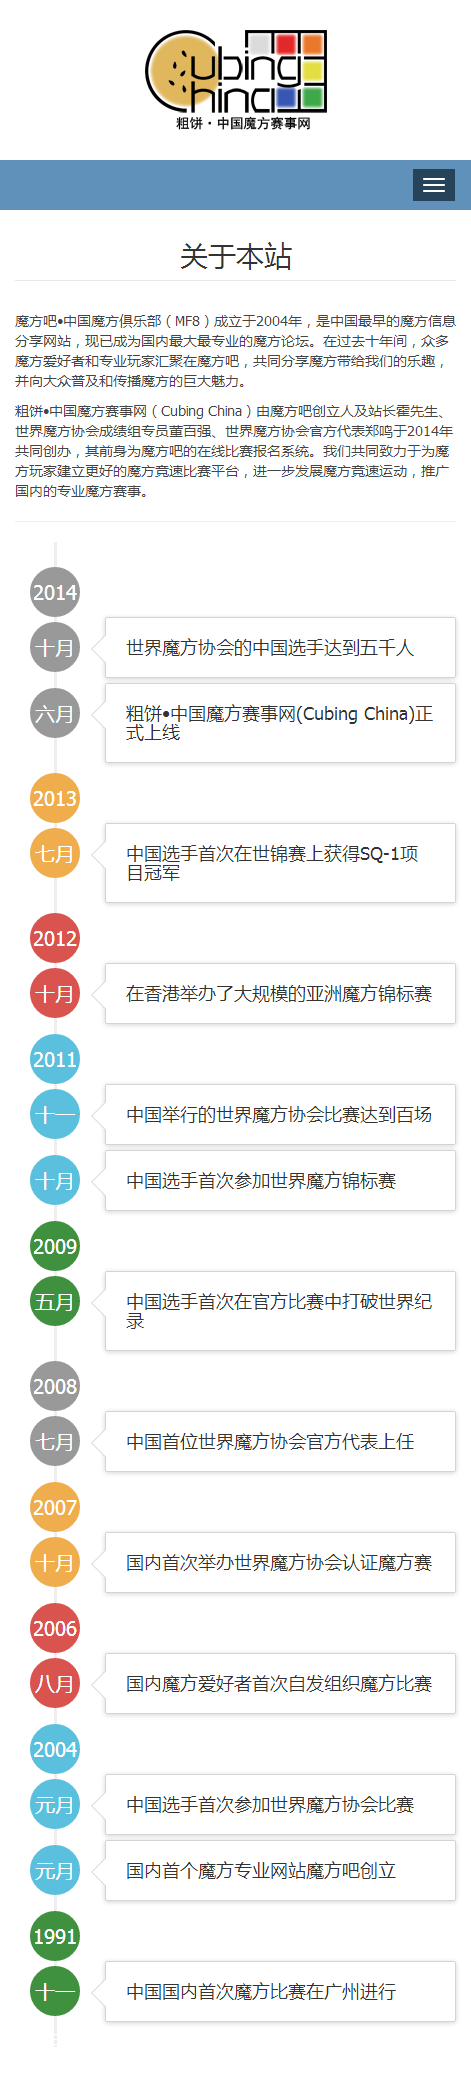 Cubing
China
粗饼·中国魔方赛事网
关于本站
魔方吧•中国魔方俱乐部（MF8）成立于2004年，是中国最早的魔方信息
分享网站，现已成为国内最大最专业的魔方论坛。在过去十年间，众多
魔方爱好者和专业玩家汇聚在魔方吧，共同分享魔方带给我们的乐趣，
并向大众普及和传播魔方的巨大魅力。
粗饼•中国魔方赛事网（Cubing China）由魔方吧创立人及站长霍先生、
世界魔方协会成绩组专员董百强、世界魔方协会官方代表郑鸣于2014年
共同创办，其前身为魔方吧的在线比赛报名系统。我们共同致力于为魔
方玩家建立更好的魔方竞速比赛平台，进一步发展魔方竞速运动，推广
国内的专业魔方赛事。
2014
十月
世界魔方协会的中国选手达到五千人
六月
粗饼•中国魔方赛事网(Cubing China)正
式上线
2013
七月
中国选手首次在世锦赛上获得SQ-1项
目冠军
2012
十月
在香港举办了大规模的亚洲魔方锦标赛
2011
十一
中国举行的世界魔方协会比赛达到百场
十月
中国选手首次参加世界魔方锦标赛
2009
五月
中国选手首次在官方比赛中打破世界纪
录
2008
七月
中国首位世界魔方协会官方代表上任
2007
十月
国内首次举办世界魔方协会认证魔方赛
2006
八月
国内魔方爱好者首次自发组织魔方比赛
2004
元月
中国选手首次参加世界魔方协会比赛
元月
国内首个魔方专业网站魔方吧创立
1991
十一
中国国内首次魔方比赛在广州进行